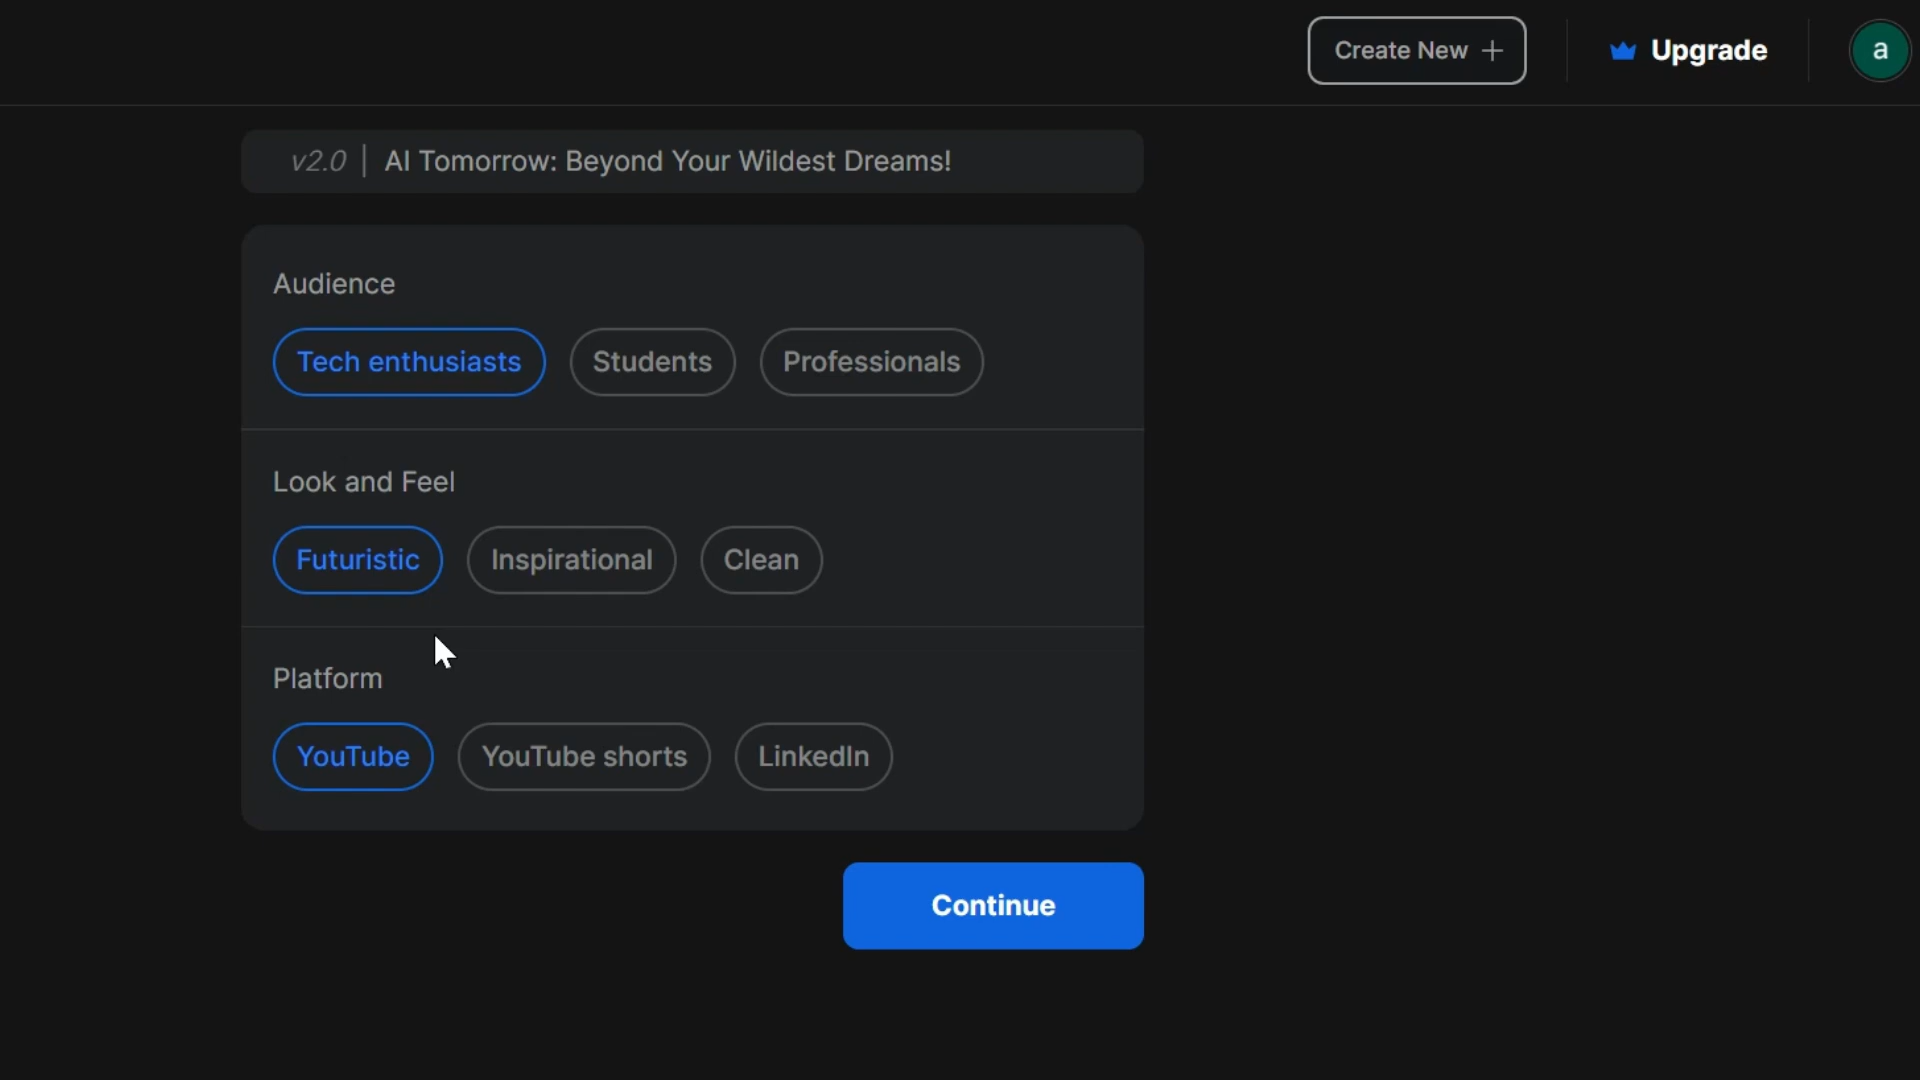 Create New +
Upgrade
a
v2.0 | AI Tomorrow: Beyond Your Wildest Dreams!
Audience
Tech enthusiasts
Students
Professionals
Look and Feel
Futuristic
Inspirational
Clean
Platform
YouTube
YouTube shorts
LinkedIn
Continue